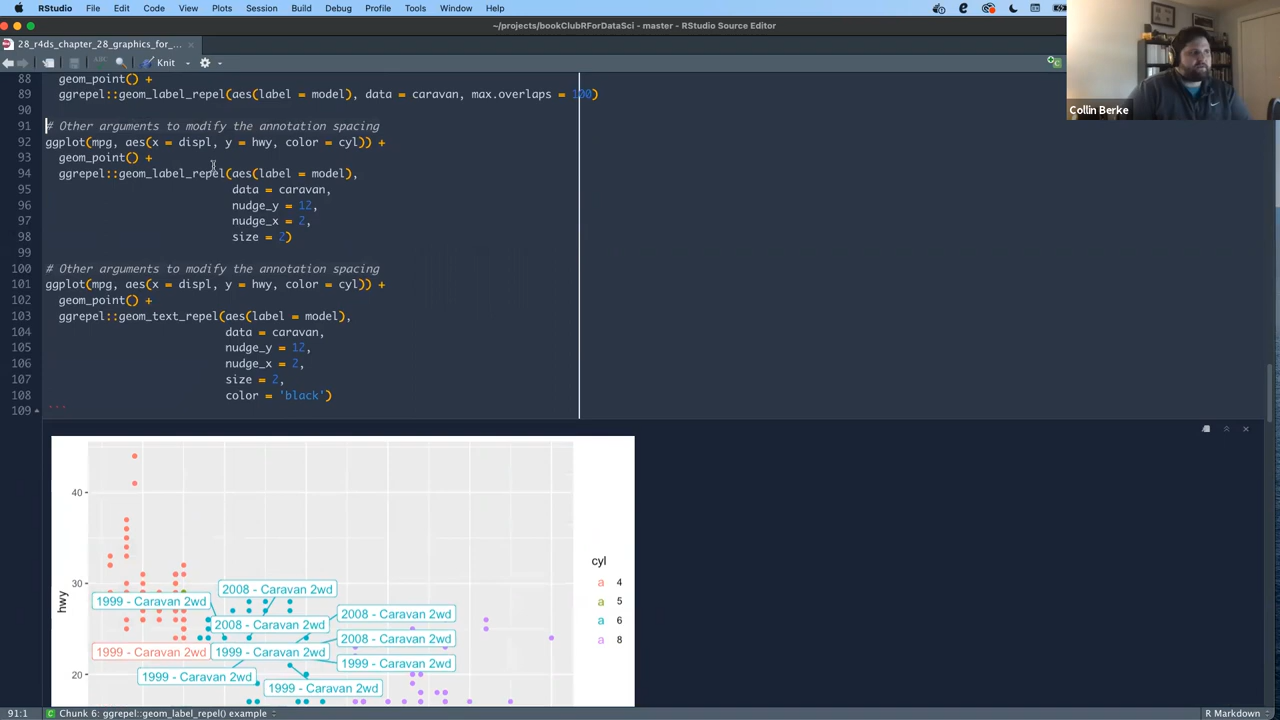 RStudio File Edit Code View Plots Session Build Debug Profile Tools Window Help
~/projects/bookClubRForDataSci - master - RStudio Source Editor
28_r4ds_chapter_28_graphics_for_...
Knit
Collin Berke
88 geom_point() +
89 ggrepel::geom_label_repel(aes(label = model), data = caravan, max.overlaps = 100)
90
91 # Other arguments to modify the annotation spacing
92 ggplot(mpg, aes(x = displ, y = hwy, color = cyl)) +
93 geom_point() +
94 ggrepel::geom_label_repel(aes(label = model),
95 data = caravan,
96 nudge_y = 12,
97 nudge_x = 2,
98 size = 2)
99
100 # Other arguments to modify the annotation spacing
101 ggplot(mpg, aes(x = displ, y = hwy, color = cyl)) +
102 geom_point() +
103 ggrepel::geom_text_repel(aes(label = model),
104 data = caravan,
105 nudge_y = 12,
106 nudge_x = 2,
107 size = 2,
108 color = 'black')
109 ```
40
cyl
30
a 4
2008 - Caravan 2wd
1999 - Caravan 2wd
hwy
a 5
2008 - Caravan 2wd
2008 - Caravan 2wd
a 6
2008 - Caravan 2wd
a 8
1999 - Caravan 2wd
1999 - Caravan 2wd
1999 - Caravan 2wd
20
1999 - Caravan 2wd
1999 - Caravan 2wd
91:1 Chunk 6: ggrepel::geom_label_repel() example R Markdown